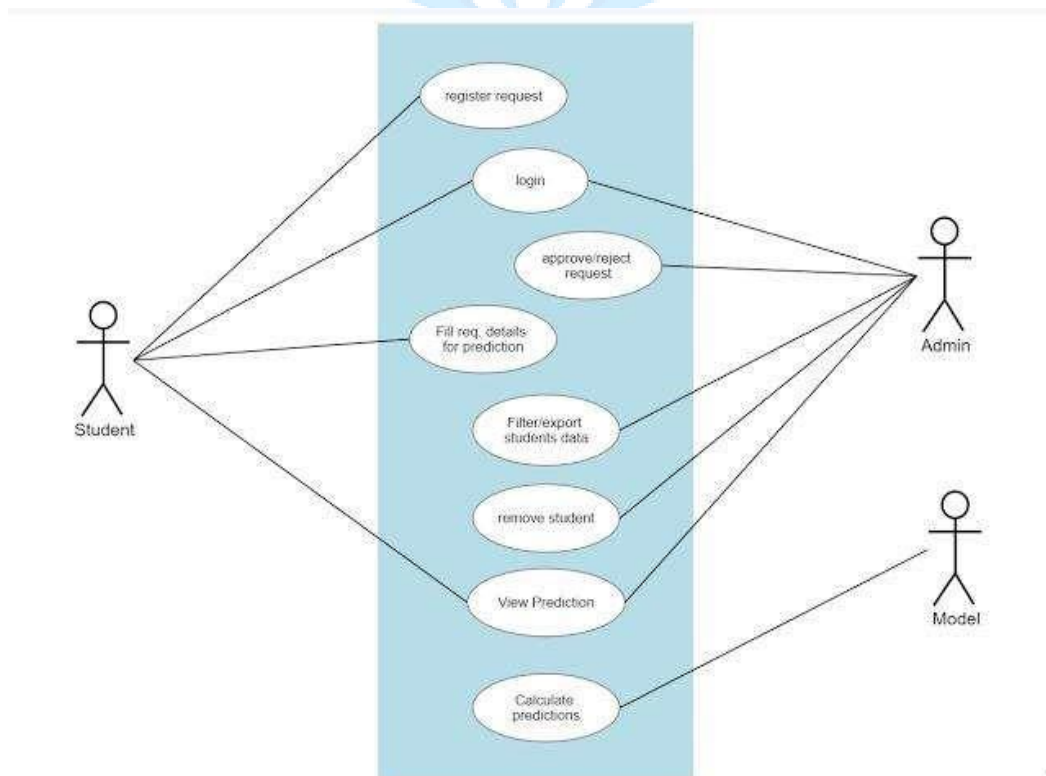 register request
login
approve/reject
request
Fill req. details
for prediction
Admin
Student
Filter/export
students data
remove student
View Prediction
Model
Calculate
predictions